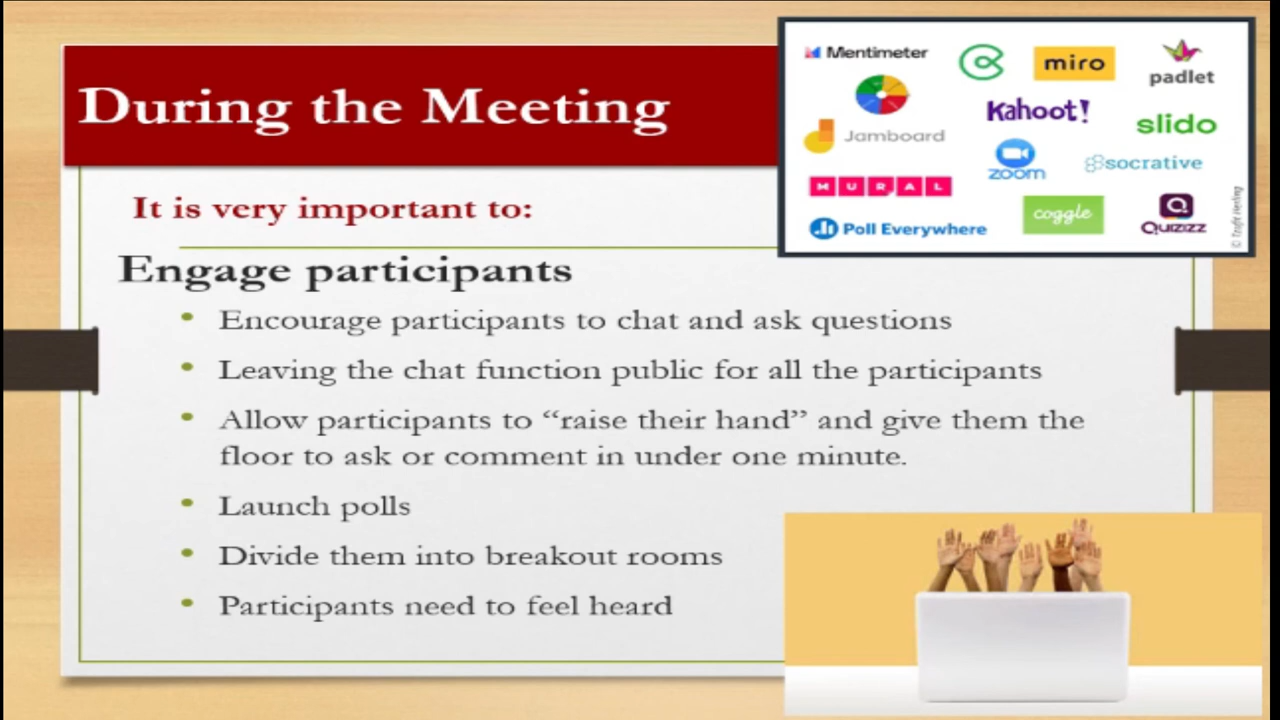 During the Meeting
It is very important to:
Engage participants
Encourage participants to chat and ask questions
Leaving the chat function public for all the participants
Allow participants to “raise their hand” and give them the
floor to ask or comment in under one minute.
Launch polls
Divide them into breakout rooms
Participants need to feel heard
Mentimeter
miro
padlet
Kahoot!
slido
Jamboard
zoom
socrative
MURAL
coggle
Poll Everywhere
Quizizz